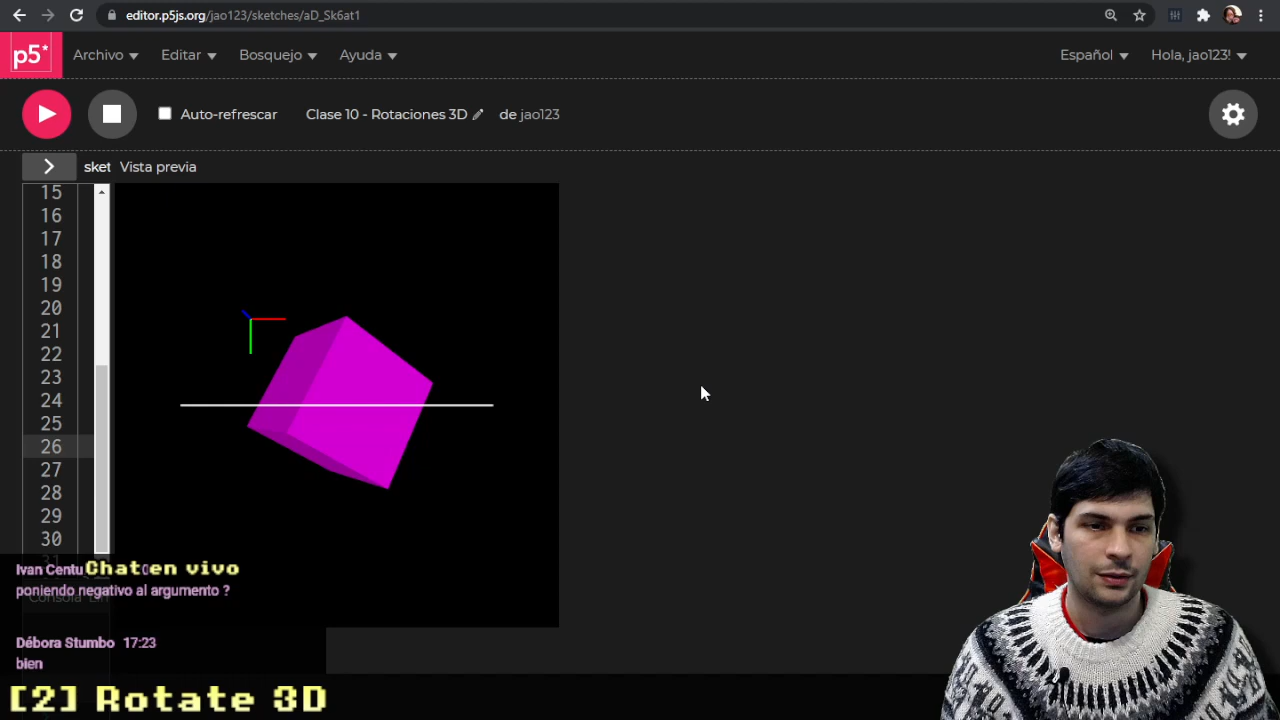 editor.p5js.org/jao123/sketches/aD_Sk6at1
p5* Archivo Editar Bosquejo Ayuda Español Hola, jao123!
Auto-refrescar Clase 10 - Rotaciones 3D de jao123
sket Vista previa
15
16
17
18
19
20
21
22
23
24
25
26
27
28
29
30
Ivan Centu Chat en vivo
poniendo negativo al argumento ?
Débora Stumbo 17:23
bien
[2] Rotate 3D